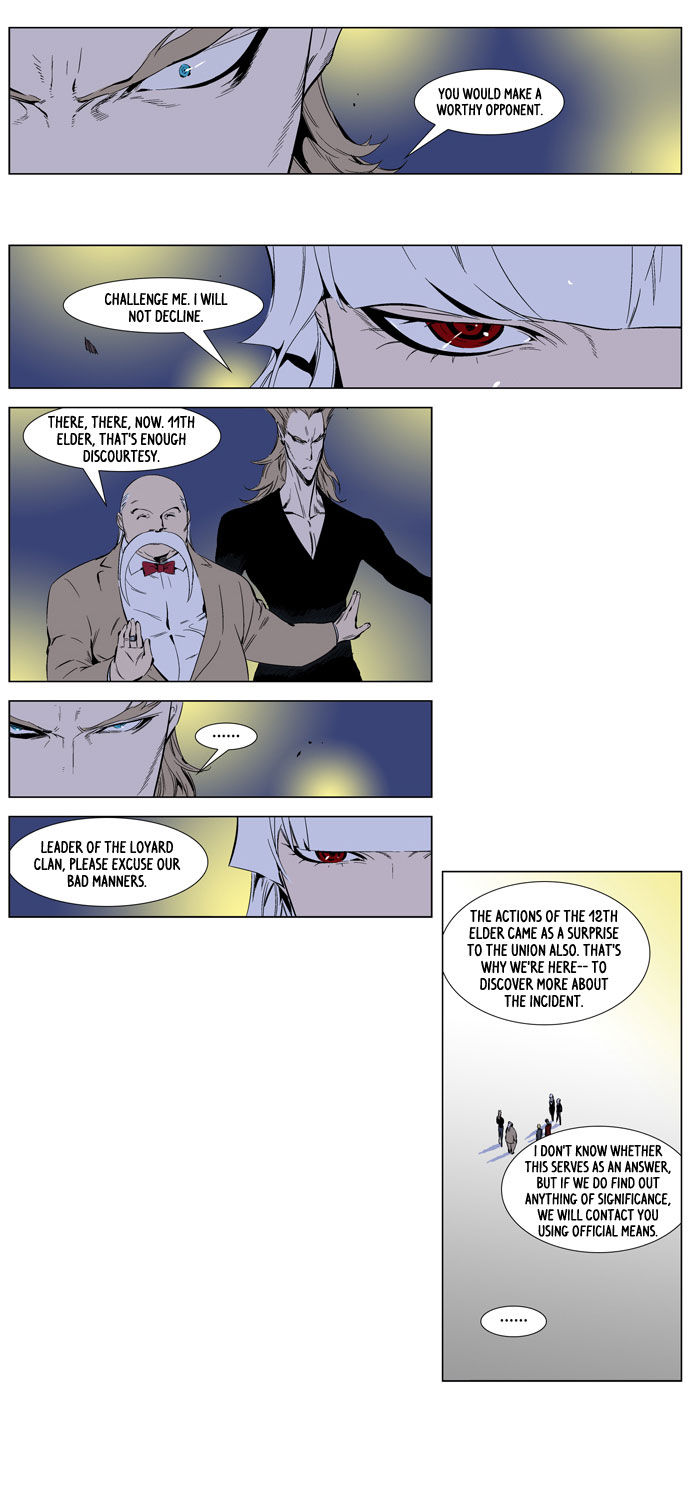 YOU WOULD MAKE A
WORTHY OPPONENT.
CHALLENGE ME. I WILL
NOT DECLINE.
THERE, THERE, NOW. 11TH
ELDER, THAT'S ENOUGH
DISCOURTESY.
......
LEADER OF THE LOYARD
CLAN, PLEASE EXCUSE OUR
BAD MANNERS.
THE ACTIONS OF THE 12TH
ELDER CAME AS A SURPRISE
TO THE UNION ALSO. THAT'S
WHY WE'RE HERE-- TO
DISCOVER MORE ABOUT
THE INCIDENT.
I DON'T KNOW WHETHER
THIS SERVES AS AN ANSWER,
BUT IF WE DO FIND OUT
ANYTHING OF SIGNIFICANCE,
WE WILL CONTACT YOU
USING OFFICIAL MEANS.
......